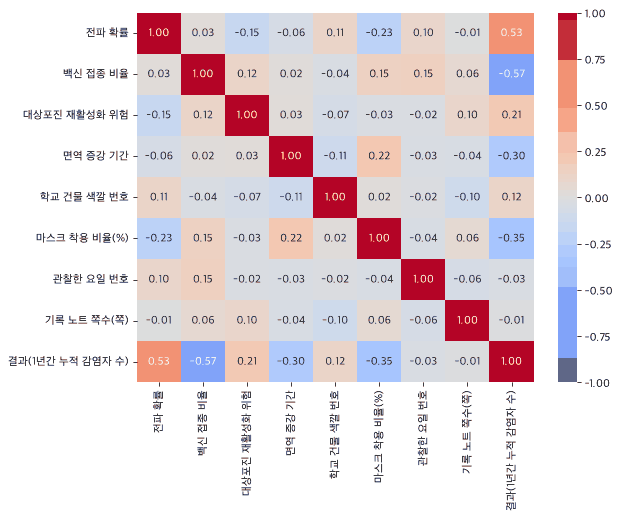 전파 확률 1.00 0.03 -0.15 -0.06 0.11 -0.23 0.10 -0.01 0.53
백신 접종 비율 0.03 1.00 0.12 0.02 -0.04 0.15 0.15 0.06 -0.57
대상포진 재활성화 위험 -0.15 0.12 1.00 0.03 -0.07 -0.03 -0.02 0.10 0.21
면역 증강 기간 -0.06 0.02 0.03 1.00 -0.11 0.22 -0.03 -0.04 -0.30
학교 건물 색깔 번호 0.11 -0.04 -0.07 -0.11 1.00 0.02 -0.02 -0.10 0.12
마스크 착용 비율(%) -0.23 0.15 -0.03 0.22 0.02 1.00 -0.04 0.06 -0.35
관찰한 요일 번호 0.10 0.15 -0.02 -0.03 -0.02 -0.04 1.00 -0.06 -0.03
기록 노트 쪽수(쪽) -0.01 0.06 0.10 -0.04 -0.10 0.06 -0.06 1.00 -0.01
결과(1년간 누적 감염자 수) 0.53 -0.57 0.21 -0.30 0.12 -0.35 -0.03 -0.01 1.00
전파 확률
백신 접종 비율
대상포진 재활성화 위험
면역 증강 기간
학교 건물 색깔 번호
마스크 착용 비율(%)
관찰한 요일 번호
기록 노트 쪽수(쪽)
결과(1년간 누적 감염자 수)
1.00
0.75
0.50
0.25
0.00
-0.25
-0.50
-0.75
-1.00